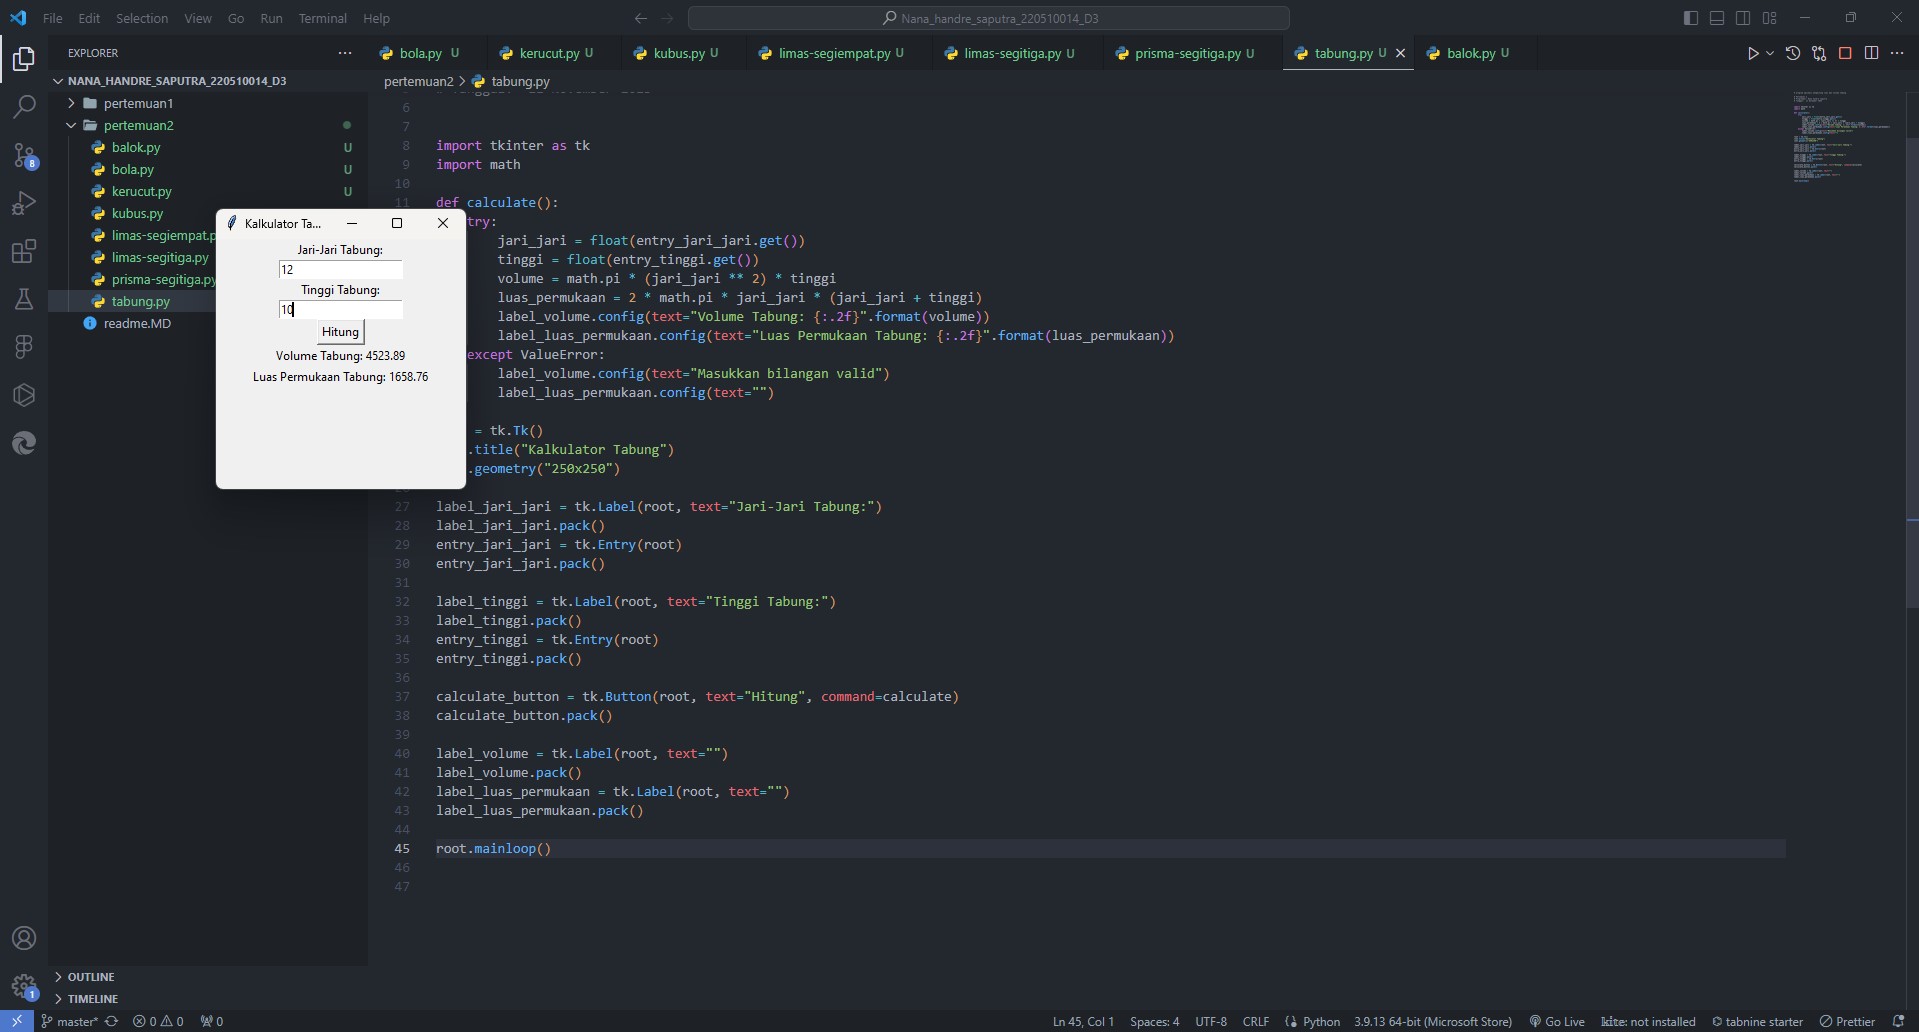 File Edit Selection View Go Run Terminal Help
Nana_handre_saputra_220510014_D3
EXPLORER
bola.py U
kerucut.py U
kubus.py U
limas-segiempat.py U
limas-segitiga.py U
prisma-segitiga.py U
tabung.py U
balok.py U
NANA_HANDRE_SAPUTRA_220510014_D3
pertemuan2 > tabung.py
pertemuan1
pertemuan2
balok.py U
bola.py U
kerucut.py U
kubus.py
limas-segiempat.p
limas-segitiga.py
prisma-segitiga.py
tabung.py
readme.MD
Kalkulator Ta...
Jari-Jari Tabung:
12
Tinggi Tabung:
10
Hitung
Volume Tabung: 4523.89
Luas Permukaan Tabung: 1658.76
6
7
8 import tkinter as tk
9 import math
10
11 def calculate():
try:
jari_jari = float(entry_jari_jari.get())
tinggi = float(entry_tinggi.get())
volume = math.pi * (jari_jari ** 2) * tinggi
luas_permukaan = 2 * math.pi * jari_jari * (jari_jari + tinggi)
label_volume.config(text="Volume Tabung: {:.2f}".format(volume))
label_luas_permukaan.config(text="Luas Permukaan Tabung: {:.2f}".format(luas_permukaan))
except ValueError:
label_volume.config(text="Masukkan bilangan valid")
label_luas_permukaan.config(text="")
= tk.Tk()
.title("Kalkulator Tabung")
.geometry("250x250")
27 label_jari_jari = tk.Label(root, text="Jari-Jari Tabung:")
28 label_jari_jari.pack()
29 entry_jari_jari = tk.Entry(root)
30 entry_jari_jari.pack()
31
32 label_tinggi = tk.Label(root, text="Tinggi Tabung:")
33 label_tinggi.pack()
34 entry_tinggi = tk.Entry(root)
35 entry_tinggi.pack()
36
37 calculate_button = tk.Button(root, text="Hitung", command=calculate)
38 calculate_button.pack()
39
40 label_volume = tk.Label(root, text="")
41 label_volume.pack()
42 label_luas_permukaan = tk.Label(root, text="")
43 label_luas_permukaan.pack()
44
45 root.mainloop()
46
47
8
1
OUTLINE
TIMELINE
master* 0 0 0
Ln 45, Col 1 Spaces: 4 UTF-8 CRLF Python 3.9.13 64-bit (Microsoft Store) Go Live kite: not installed tabnine starter Prettier